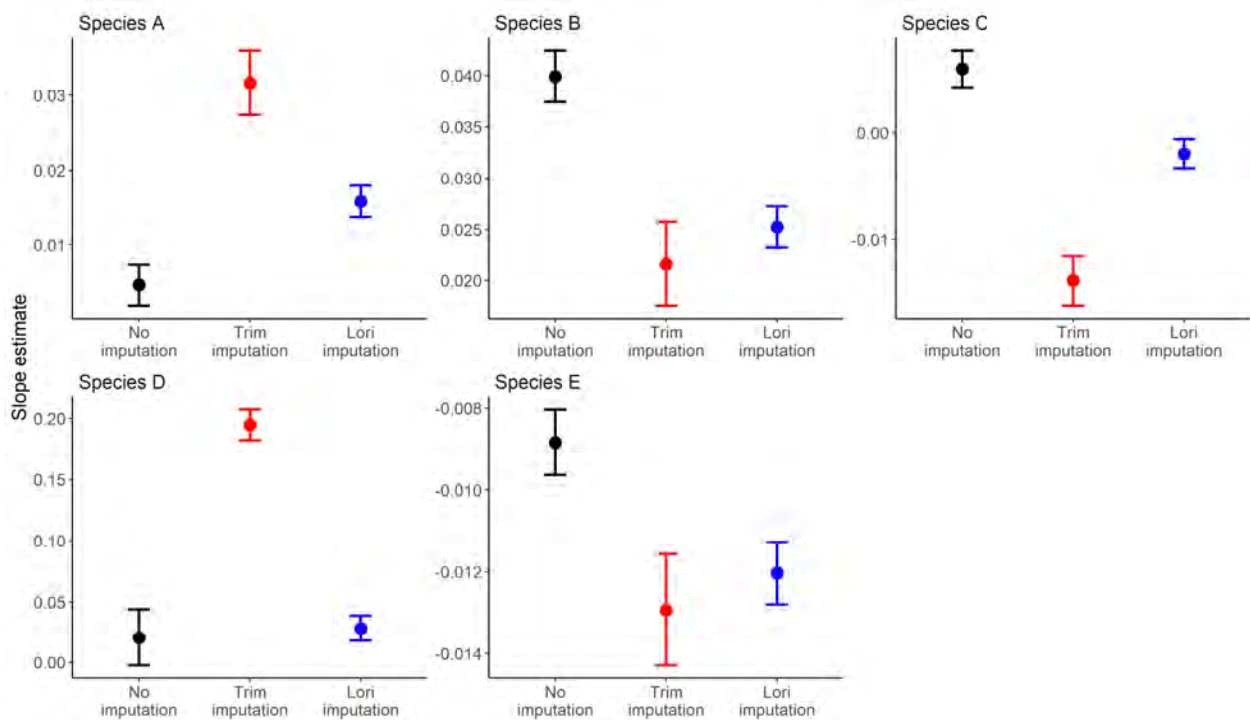 Species A
Species B
Species C
0.03
0.02
0.01
0.040
0.035
0.030
0.025
0.020
0.00
-0.01
No imputation
Trim imputation
Lori imputation
No imputation
Trim imputation
Lori imputation
No imputation
Trim imputation
Lori imputation
Slope estimate
Species D
Species E
0.20
0.15
0.10
0.05
0.00
-0.008
-0.010
-0.012
-0.014
No imputation
Trim imputation
Lori imputation
No imputation
Trim imputation
Lori imputation